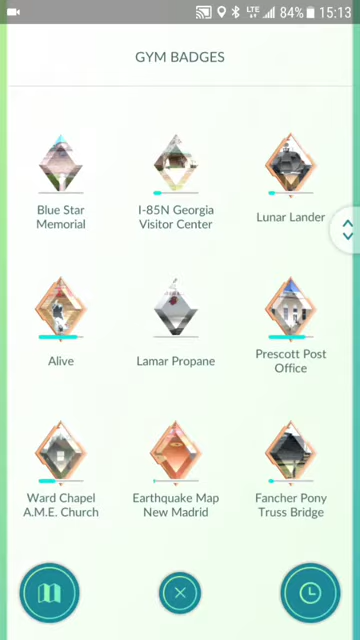 LTE 84% 15:13
GYM BADGES
Blue Star
Memorial
I-85N Georgia
Visitor Center
Lunar Lander
Alive
Lamar Propane
Prescott Post
Office
Ward Chapel
A.M.E. Church
Earthquake Map
New Madrid
Fancher Pony
Truss Bridge